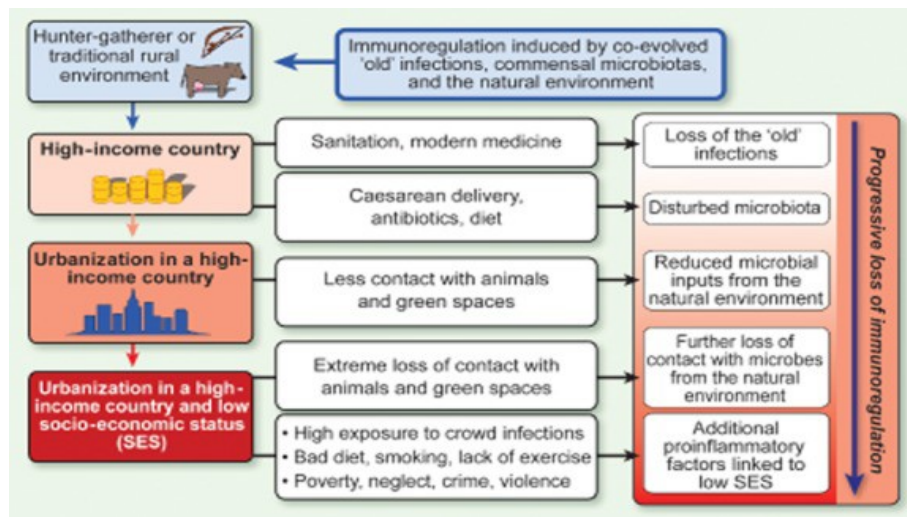 Hunter-gatherer or
traditional rural
environment
Immunoregulation induced by co-evolved
'old' infections, commensal microbiotas,
and the natural environment
High-income country
Sanitation, modern medicine
Loss of the 'old'
infections
Caesarean delivery,
antibiotics, diet
Disturbed microbiota
Urbanization in a high-
income country
Less contact with animals
and green spaces
Reduced microbial
inputs from the
natural environment
Urbanization in a high-
income country and low
socio-economic status
(SES)
Extreme loss of contact with
animals and green spaces
Further loss of
contact with microbes
from the natural
environment
• High exposure to crowd infections
• Bad diet, smoking, lack of exercise
• Poverty, neglect, crime, violence
Additional
proinflammatory
factors linked to
low SES
Progressive loss of immunoregulation